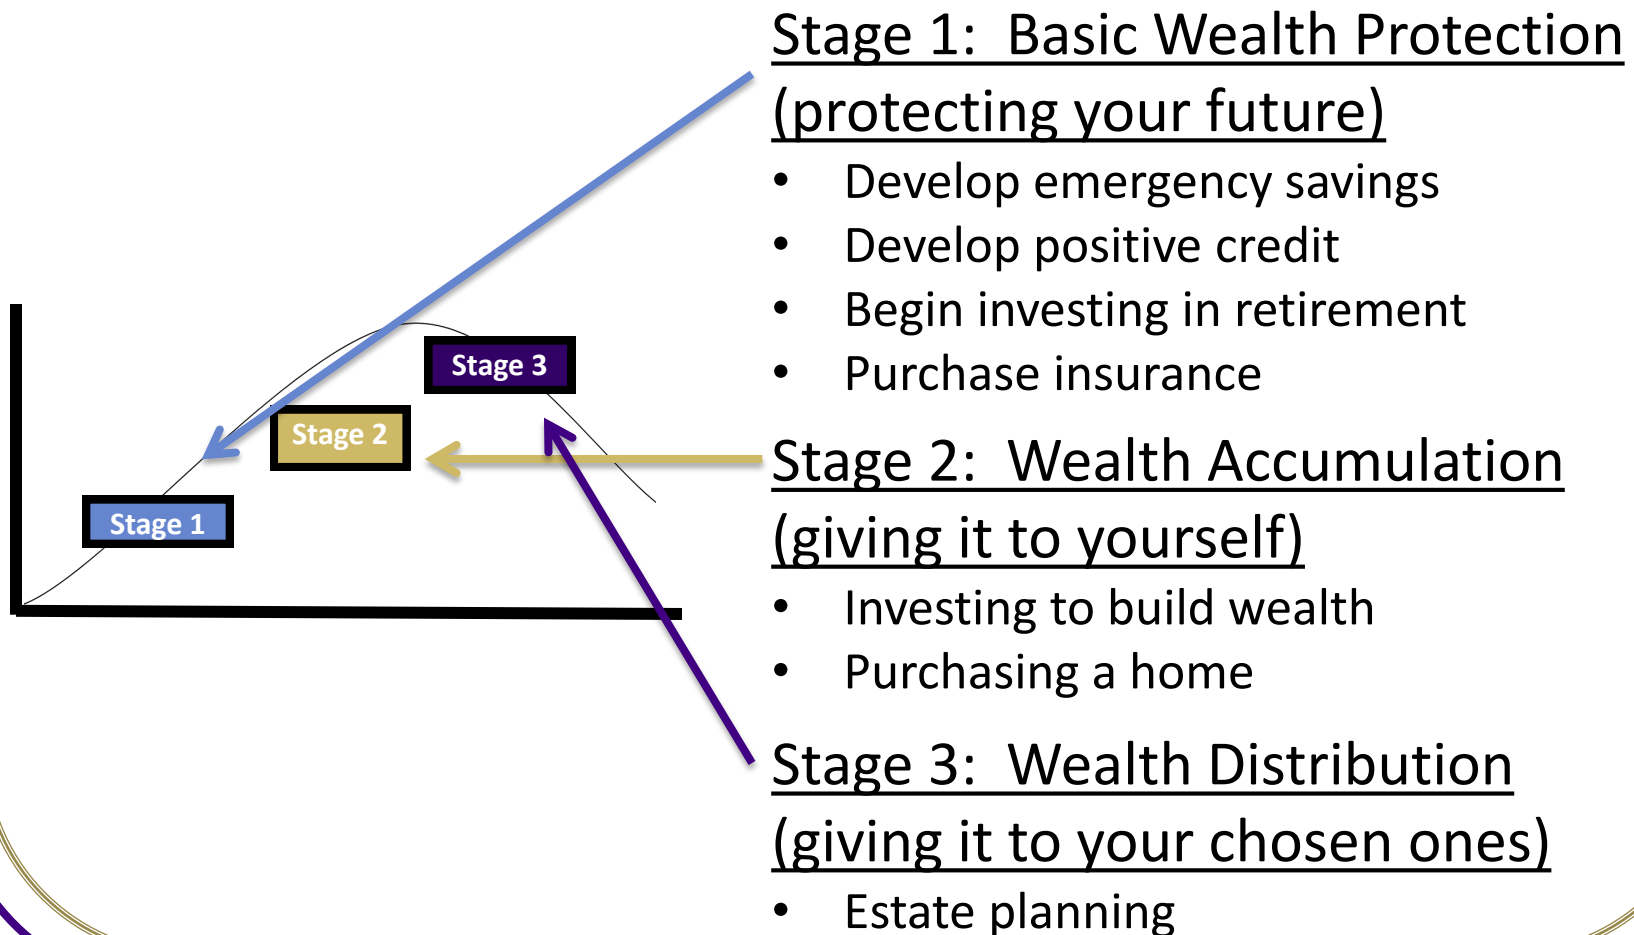 Stage 1:  Basic Wealth Protection
(protecting your future)
• Develop emergency savings
• Develop positive credit
• Begin investing in retirement
• Purchase insurance
Stage 2:  Wealth Accumulation
(giving it to yourself)
• Investing to build wealth
• Purchasing a home
Stage 3:  Wealth Distribution
(giving it to your chosen ones)
• Estate planning
Stage 3
Stage 2
Stage 1